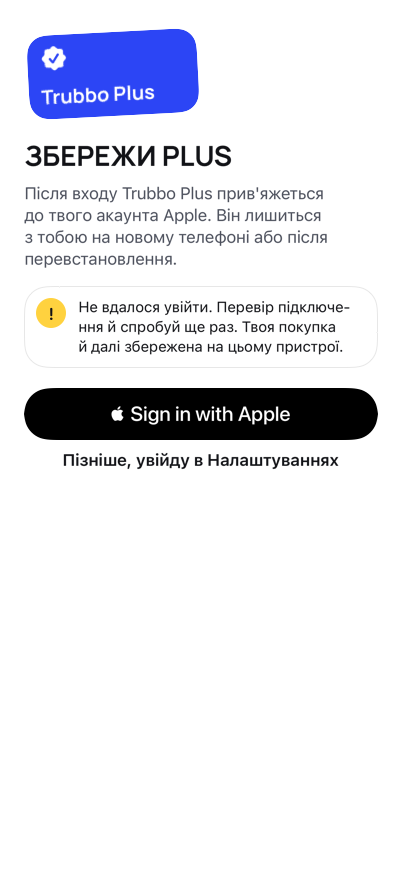 Trubbo Plus
ЗБЕРЕЖИ PLUS
Після входу Trubbo Plus прив'яжеться
до твого акаунта Apple. Він лишиться
з тобою на новому телефоні або після
перевстановлення.
! Не вдалося увійти. Перевір підключе-
ння й спробуй ще раз. Твоя покупка
й далі збережена на цьому пристрої.
Sign in with Apple
Пізніше, увійду в Налаштуваннях